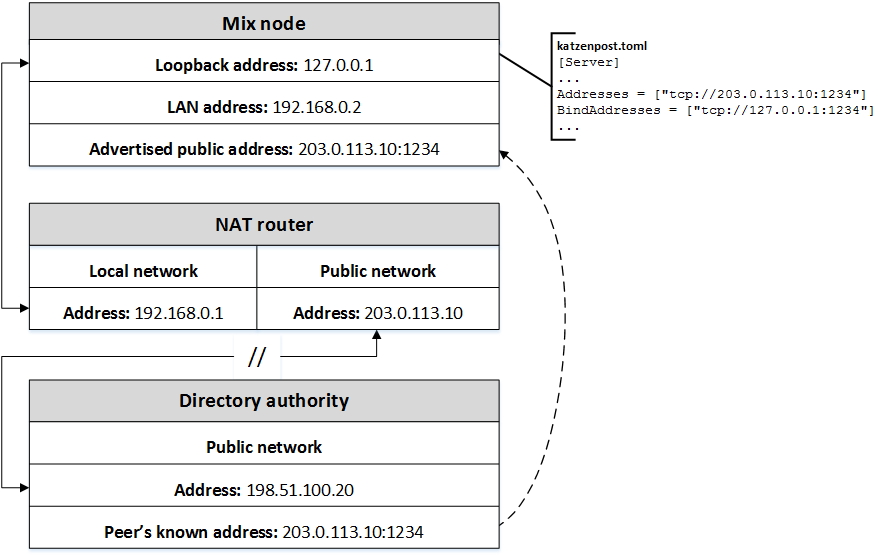 Mix node
Loopback address: 127.0.0.1
LAN address: 192.168.0.2
Advertised public address: 203.0.113.10:1234
katzenpost.toml
[Server]
...
Addresses = ["tcp://203.0.113.10:1234"]
BindAddresses = ["tcp://127.0.0.1:1234"]
...
NAT router
Local network
Public network
Address: 192.168.0.1
Address: 203.0.113.10
//
Directory authority
Public network
Address: 198.51.100.20
Peer’s known address: 203.0.113.10:1234